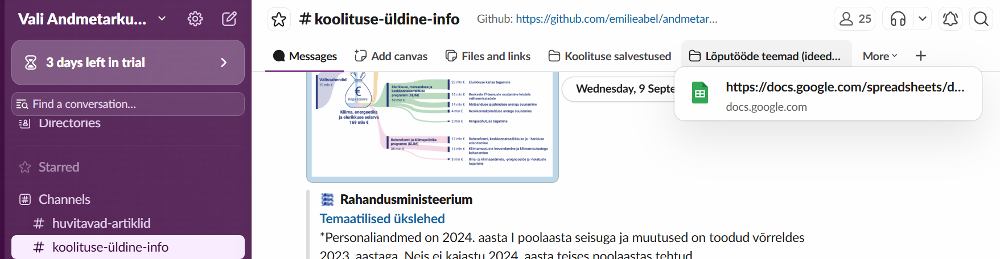 Vali Andmetarku...
3 days left in trial
Find a conversation...
Directories
Starred
Channels
# huvitavad-artiklid
# koolituse-üldine-info
# koolituse-üldine-info
Github: https://github.com/emilieabel/andmetar...
25
Messages
Add canvas
Files and links
Koolituse salvestused
Lõputööde teemad (ideed...
More
Wednesday, 9 Septe
https://docs.google.com/spreadsheets/d...
docs.google.com
Välisvahendid
75 mln €
€
Kogu eelarve
Kliima, energeetika
ja elurikkuse eelarve
169 mln €
Elurikkuse, metsanduse ja
keskkonnakorralduse
programm (KLIM)
59 mln €
23 mln € Elurikkuse kaitse tagamine
16 mln € Kesksete IT-teenuste osutamine teistele
valitsemisaladele
14 mln € Metsanduse ja jahinduse arengu suunamine
4 mln € Keskkonnakorralduse arengu suunamine
2 mln € Kiirgusohutuse tagamine
Rohereformi ja kliimapoliitika
programm (KLIM)
35 mln €
17 mln € Rohereformi, keskkonnateadlikkuse ja -hariduse
edendamine
15 mln € Kliimamuutuste leevendamine ja kliimamuutustega
kohanemine
3 mln € Ilma- ja kliimaandmete, -prognooside ja -hoiatuste
tagamine
Rahandusministeerium
Temaatilised ükslehed
*Personaliandmed on 2024. aasta I poolaasta seisuga ja muutused on toodud võrreldes
2023. aastaga. Neis ei kajastu 2024. aasta teises poolaastas tehtud